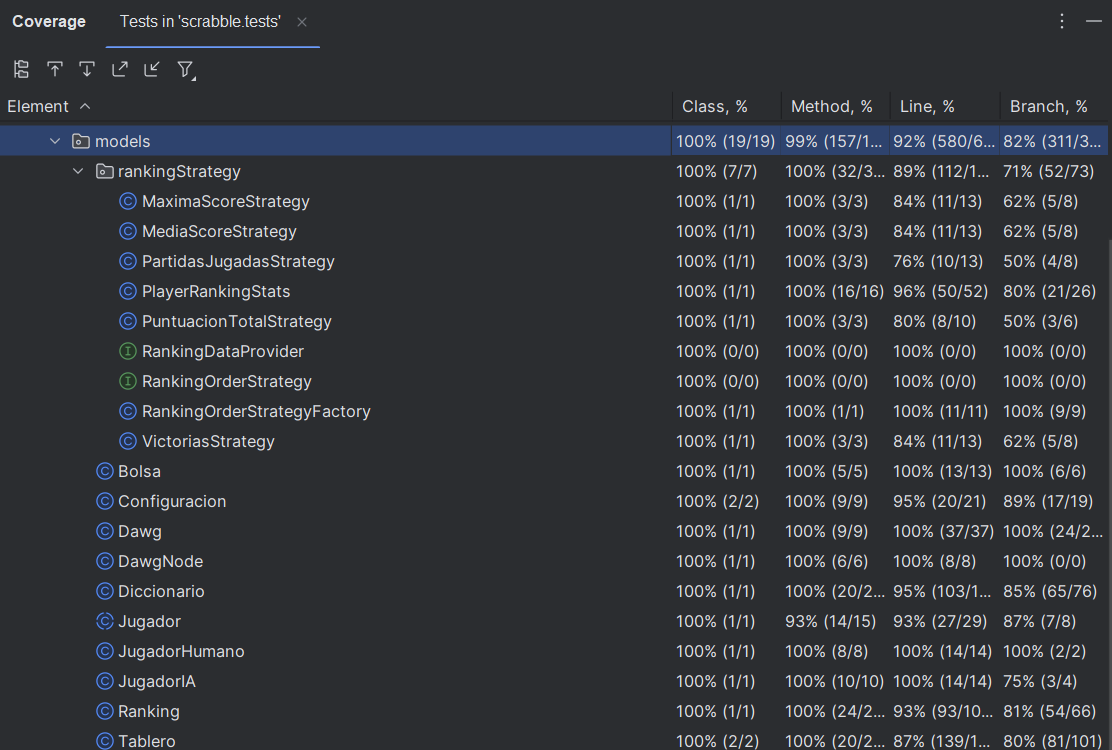 Coverage Tests in 'scrabble.tests'
Element Class, % Method, % Line, % Branch, %
models 100% (19/19) 99% (157/1... 92% (580/6... 82% (311/3...
rankingStrategy 100% (7/7) 100% (32/3... 89% (112/1... 71% (52/73)
MaximaScoreStrategy 100% (1/1) 100% (3/3) 84% (11/13) 62% (5/8)
MediaScoreStrategy 100% (1/1) 100% (3/3) 84% (11/13) 62% (5/8)
PartidasJugadasStrategy 100% (1/1) 100% (3/3) 76% (10/13) 50% (4/8)
PlayerRankingStats 100% (1/1) 100% (16/16) 96% (50/52) 80% (21/26)
PuntuacionTotalStrategy 100% (1/1) 100% (3/3) 80% (8/10) 50% (3/6)
RankingDataProvider 100% (0/0) 100% (0/0) 100% (0/0) 100% (0/0)
RankingOrderStrategy 100% (0/0) 100% (0/0) 100% (0/0) 100% (0/0)
RankingOrderStrategyFactory 100% (1/1) 100% (1/1) 100% (11/11) 100% (9/9)
VictoriasStrategy 100% (1/1) 100% (3/3) 84% (11/13) 62% (5/8)
Bolsa 100% (1/1) 100% (5/5) 100% (13/13) 100% (6/6)
Configuracion 100% (2/2) 100% (9/9) 95% (20/21) 89% (17/19)
Dawg 100% (1/1) 100% (9/9) 100% (37/37) 100% (24/2...
DawgNode 100% (1/1) 100% (6/6) 100% (8/8) 100% (0/0)
Diccionario 100% (1/1) 100% (20/2... 95% (103/1... 85% (65/76)
Jugador 100% (1/1) 93% (14/15) 93% (27/29) 87% (7/8)
JugadorHumano 100% (1/1) 100% (8/8) 100% (14/14) 100% (2/2)
JugadorIA 100% (1/1) 100% (10/10) 100% (14/14) 75% (3/4)
Ranking 100% (1/1) 100% (24/2... 93% (93/10... 81% (54/66)
Tablero 100% (2/2) 100% (20/2... 87% (139/1... 80% (81/101)